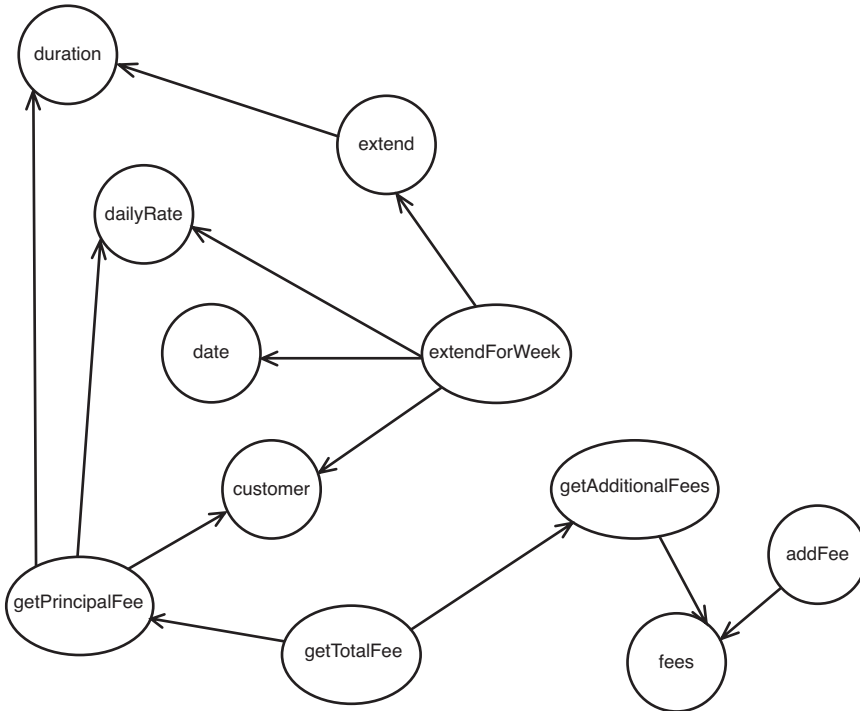 duration
extend
dailyRate
date
extendForWeek
customer
getAdditionalFees
addFee
getPrincipalFee
getTotalFee
fees